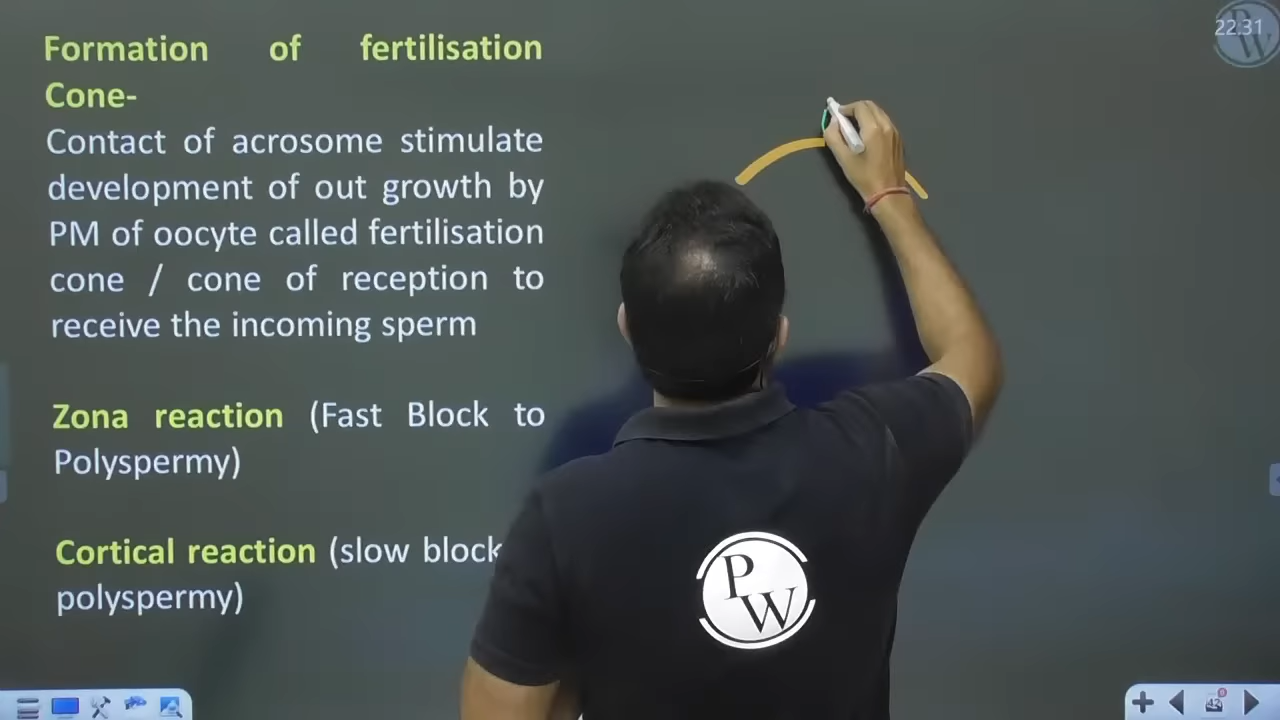 Formation of fertilisation
Cone-
Contact of acrosome stimulate
development of out growth by
PM of oocyte called fertilisation
cone / cone of reception to
receive the incoming sperm
Zona reaction (Fast Block to
Polyspermy)
Cortical reaction (slow block
polyspermy)
22:31
PW
PW
42